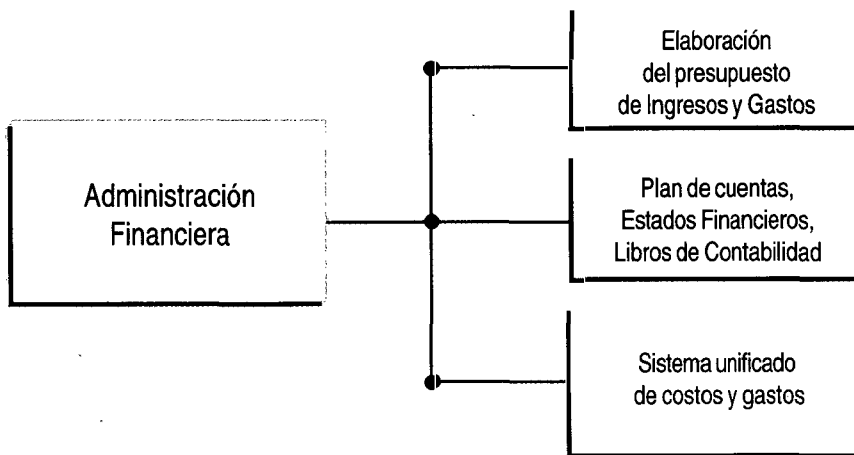 Administración
Financiera
Elaboración
del presupuesto
de Ingresos y Gastos
Plan de cuentas,
Estados Financieros,
Libros de Contabilidad
Sistema unificado
de costos y gastos